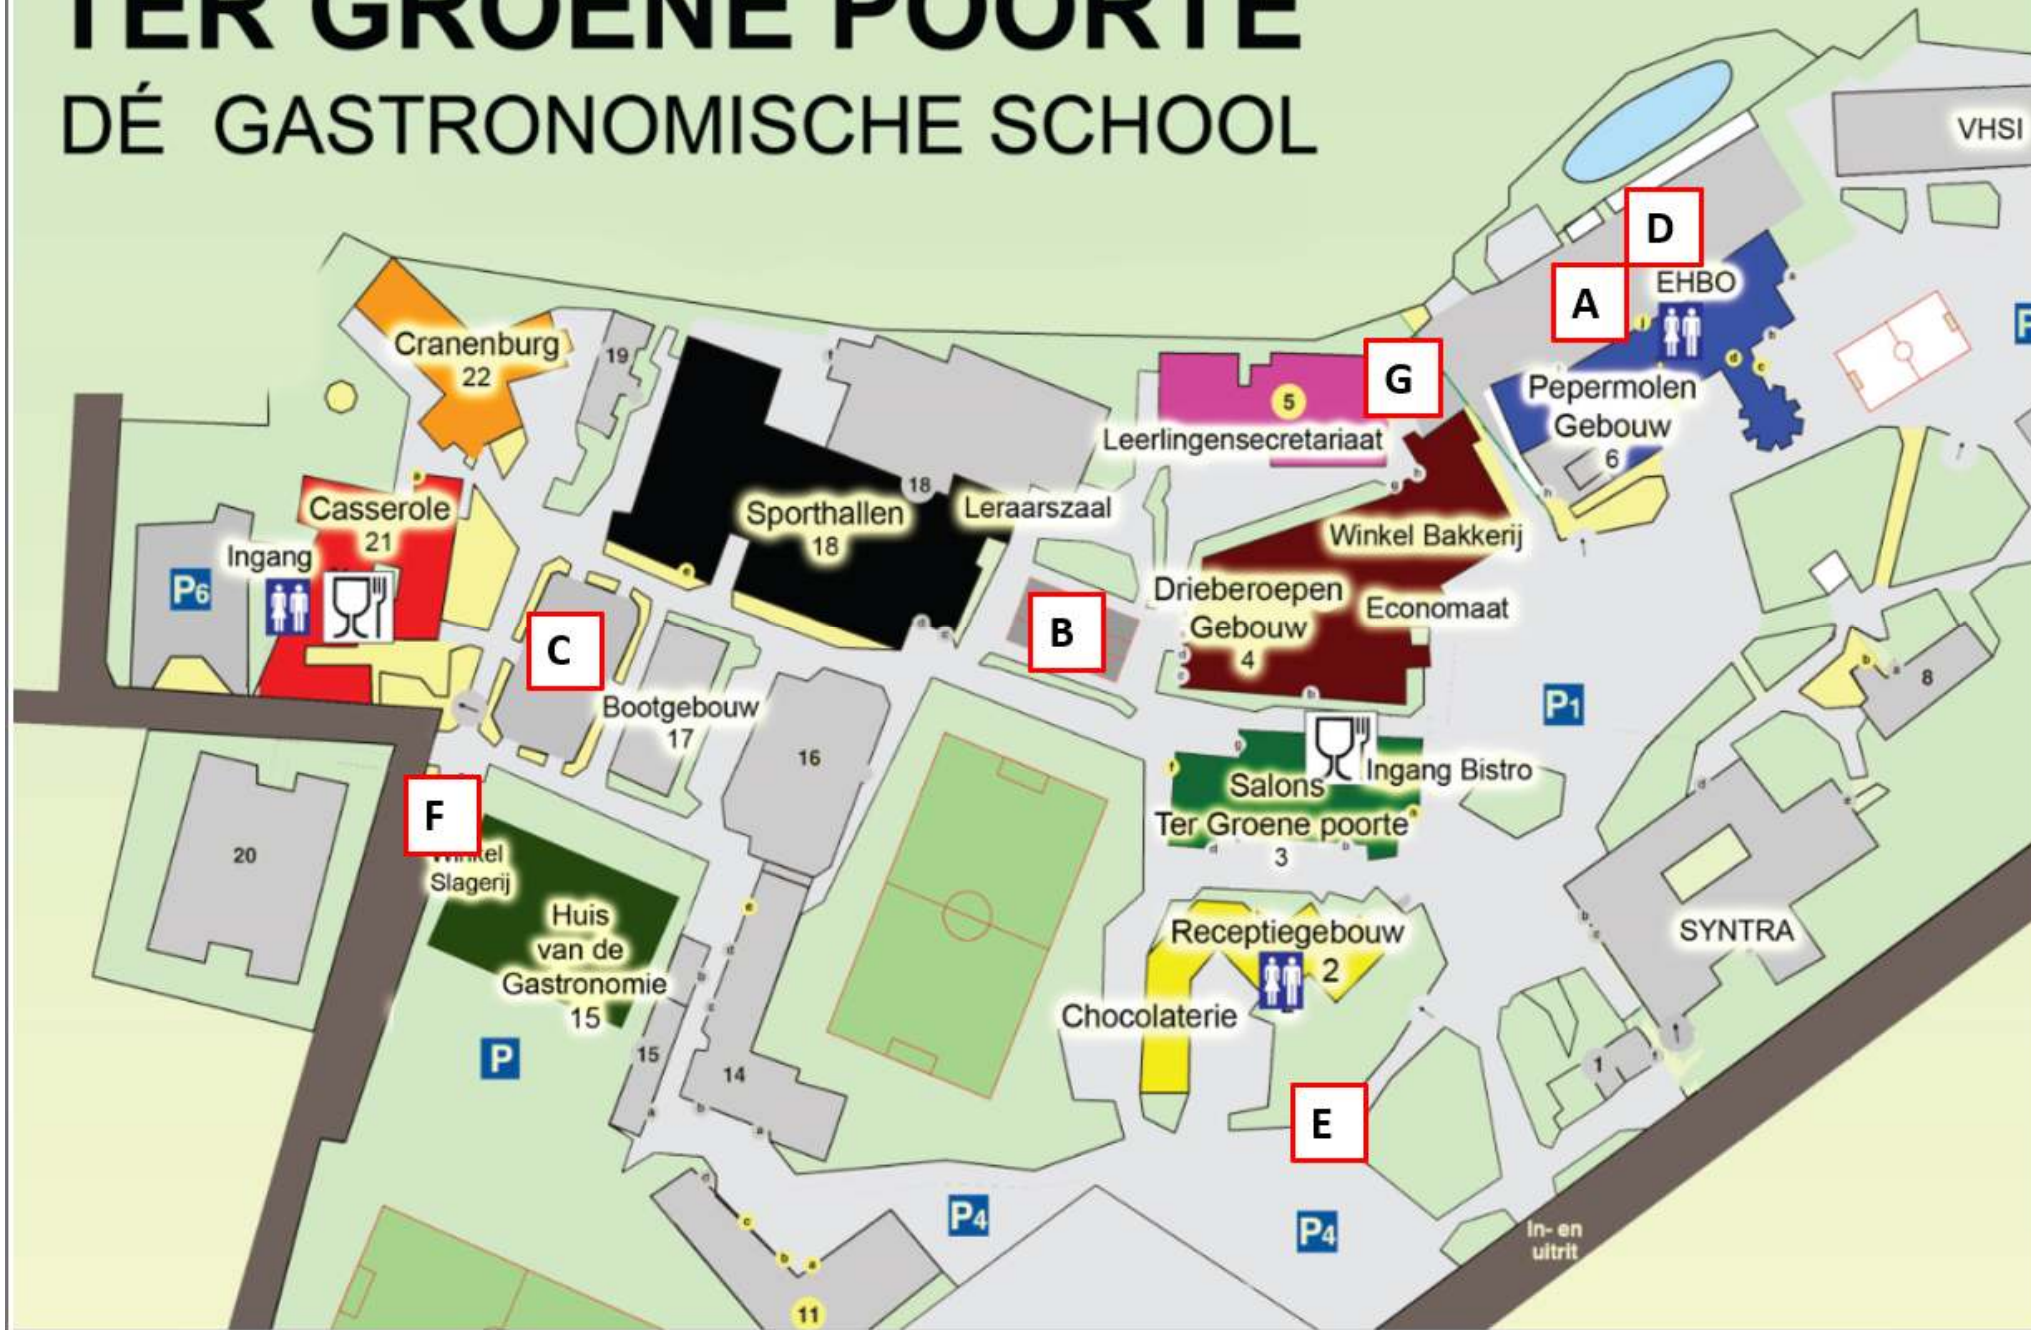 TER GROENE POORTE
DÉ GASTRONOMISCHE SCHOOL
VHSI
D
A
EHBO
Cranenburg
22
19
G
5
Leerlingensecretariaat
Pepermolen
Gebouw
6
Casserole
21
Ingang
P6
18
Sporthallen
18
Leraarszaal
Winkel Bakkerij
Drieberoepen
Gebouw
4
Economaat
B
C
Bootgebouw
17
16
P1
8
Ingang Bistro
Salons
Ter Groene poorte
3
F
20
Winkel
Slagerij
Huis
van de
Gastronomie
15
Receptiegebouw
2
SYNTRA
Chocolaterie
P
15
14
1
E
P4
P4
In- en
uitrit
11